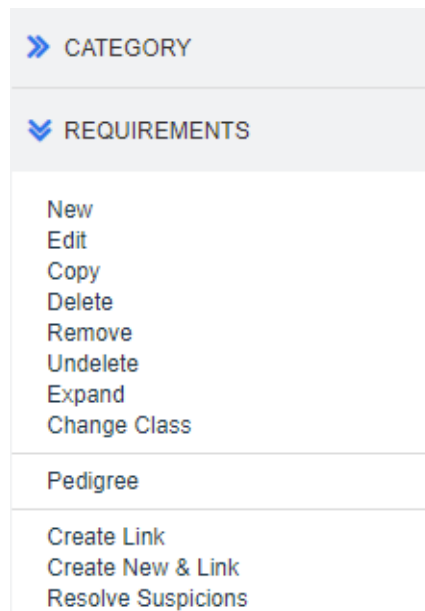 CATEGORY
REQUIREMENTS
New
Edit
Copy
Delete
Remove
Undelete
Expand
Change Class
Pedigree
Create Link
Create New & Link
Resolve Suspicions